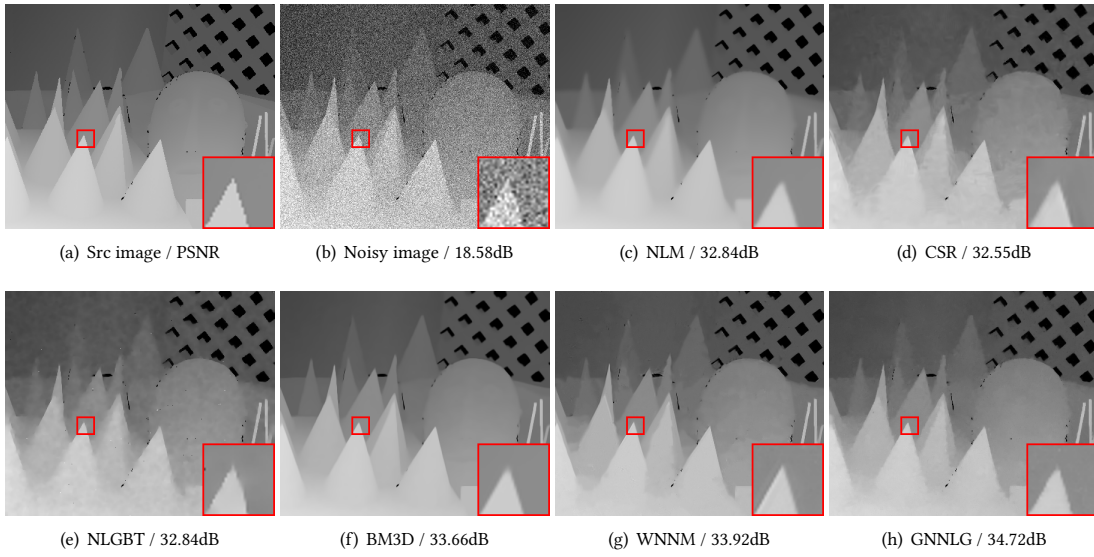 (a) Src image / PSNR
(b) Noisy image / 18.58dB
(c) NLM / 32.84dB
(d) CSR / 32.55dB
(e) NLGBT / 32.84dB
(f) BM3D / 33.66dB
(g) WNNM / 33.92dB
(h) GNNLG / 34.72dB